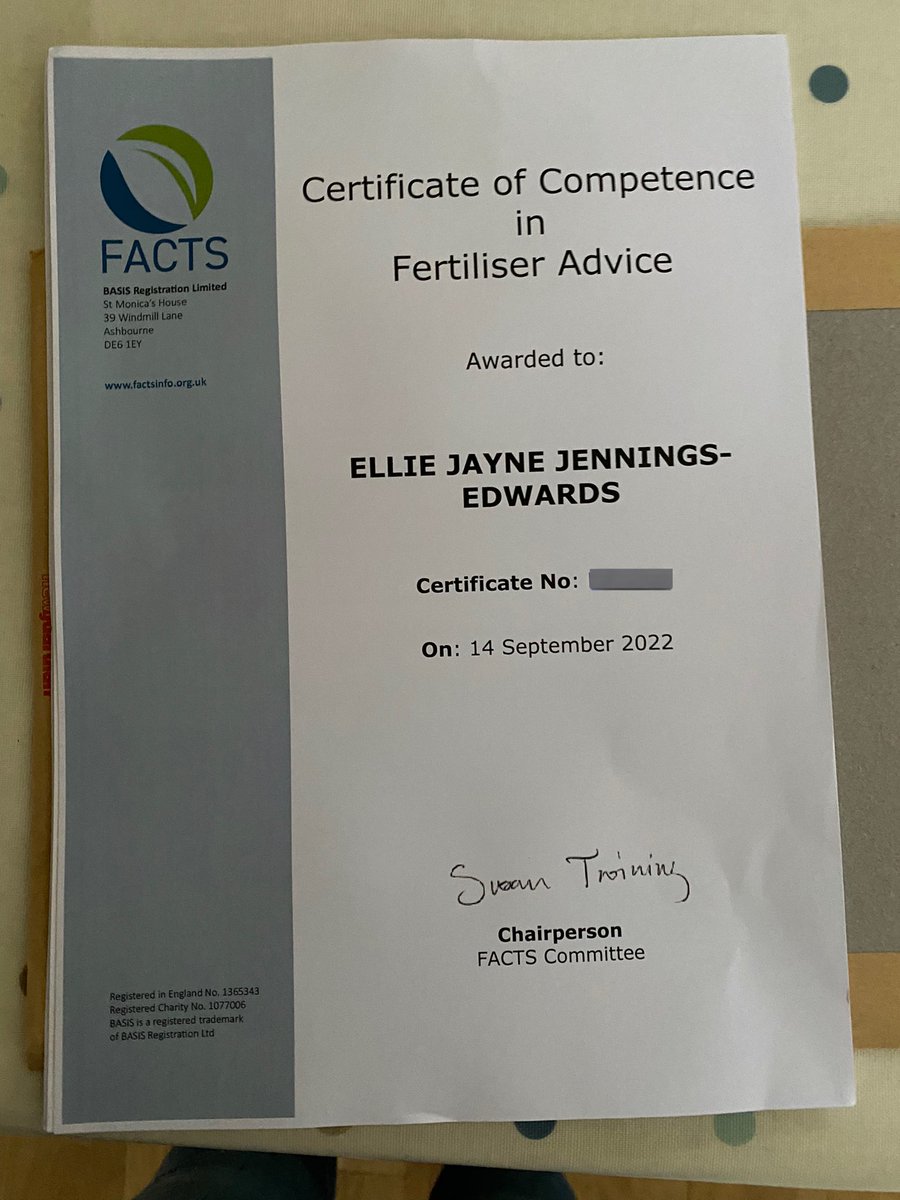 FACTS
BASIS Registration Limited
St Monica's House
39 Windmill Lane
Ashbourne
DE6 1EY
www.factsinfo.org.uk
Certificate of Competence
in
Fertiliser Advice
Awarded to:
ELLIE JAYNE JENNINGS-
EDWARDS
Certificate No:
On: 14 September 2022
Susan Training
Chairperson
FACTS Committee
Registered in England No. 1365343
Registered Charity No. 1077006
BASIS is a registered trademark
of BASIS Registration Ltd